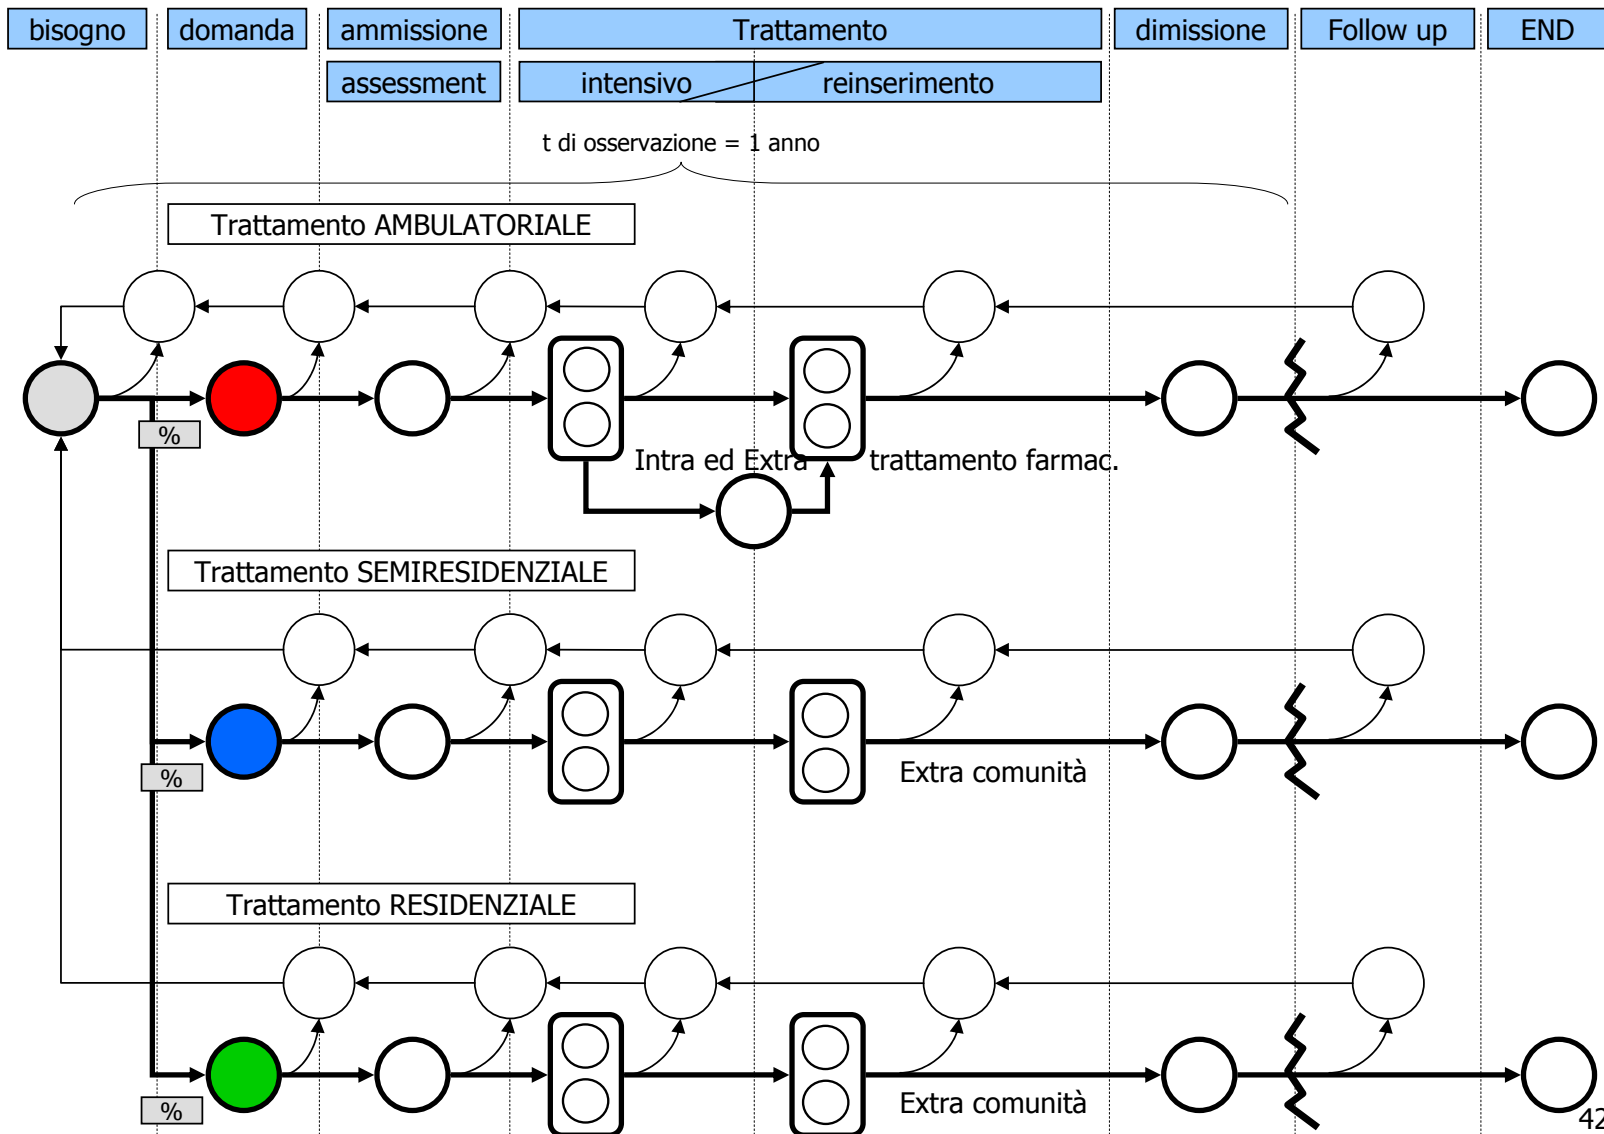 bisogno
domanda
ammissione
Trattamento
dimissione
Follow up
END
assessment
intensivo
reinserimento
t di osservazione = 1 anno
Trattamento AMBULATORIALE
%
Intra ed Extra
trattamento farmac.
Trattamento SEMIRESIDENZIALE
%
Extra comunità
Trattamento RESIDENZIALE
%
Extra comunità
42